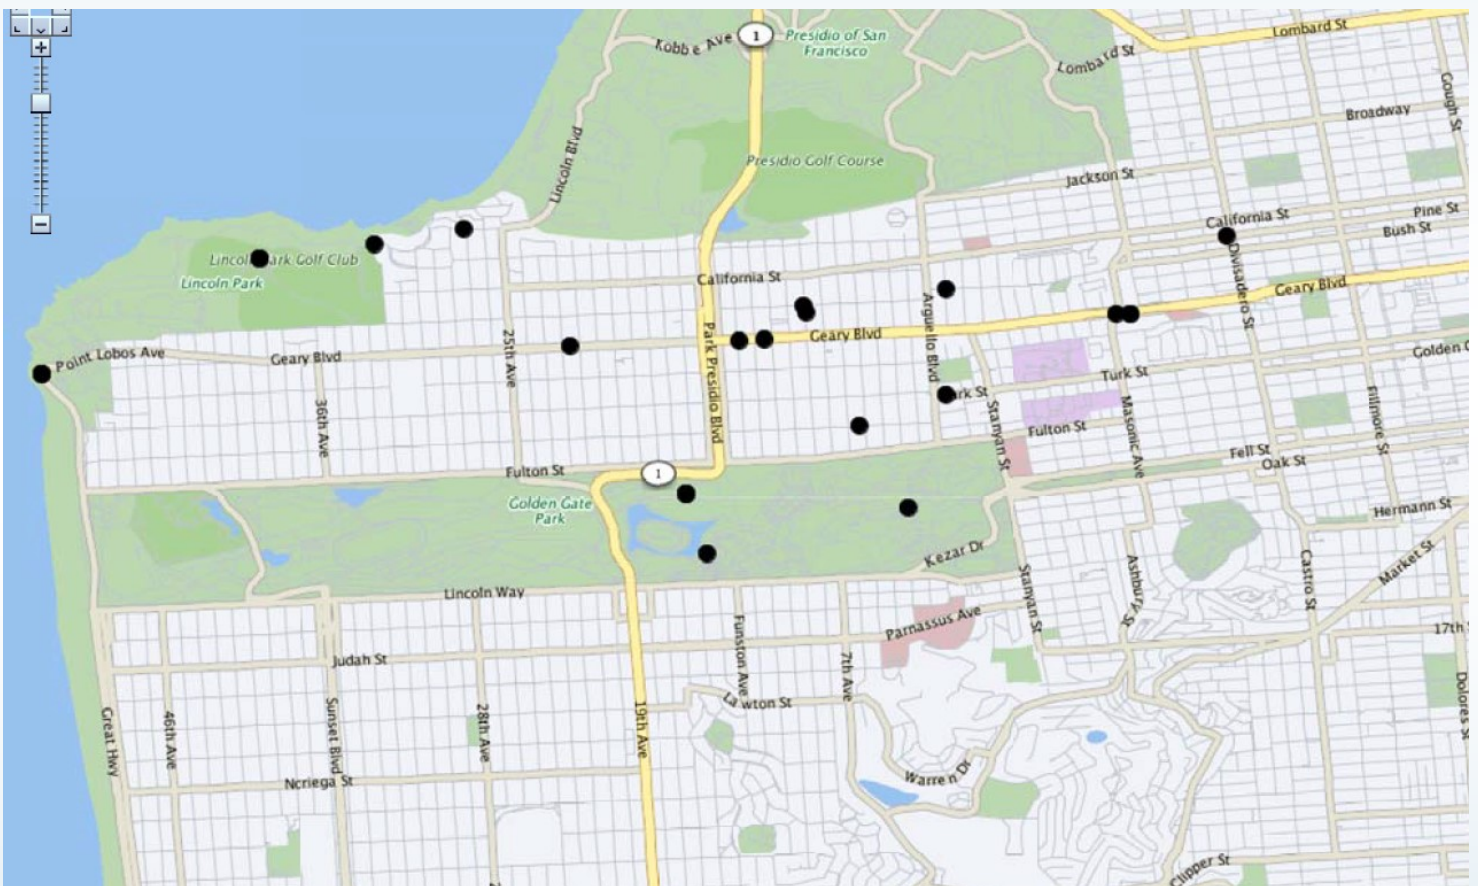 1
Presidio of San
Francisco
Kobbe Ave
Lombard St
Lombard St
Gough St
Broadway
Lincoln Blvd
Presidio Golf Course
Jackson St
California St
Pine St
Bush St
Lincoln Park Golf Club
Lincoln Park
California St
Divisadero St
Geary Blvd
Arguello Blvd
Geary Blvd
Park Presidio Blvd
25th Ave
Point Lobos Ave
Geary Blvd
Turk St
Golden G
36th Ave
Park St
Stanyan St
Masonic Ave
Fillmore St
Fulton St
Fell St
Oak St
Fulton St
1
Golden Gate
Park
Hermann St
Kezar Dr
Market St
Ashbury St
Castro St
Stanyan St
Lincoln Way
Funston Ave
Parnassus Ave
17th
Judah St
7th Ave
Lawton St
Dolores St
Great Hwy
46th Ave
Sunset Blvd
28th Ave
19th Ave
Warren Dr
Noriega St
Clipper St
2